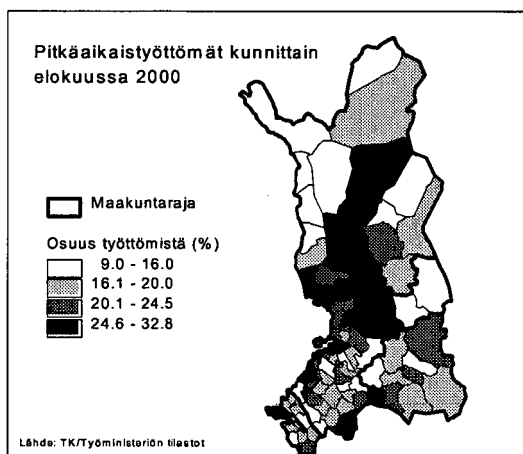 Pitkäaikaistyöttömät kunnittain
elokuussa 2000
Maakuntaraja
Osuus työttömistä (%)
9.0 - 16.0
16.1 - 20.0
20.1 - 24.5
24.6 - 32.8
Lähde: TK/Työministeriön tilastot